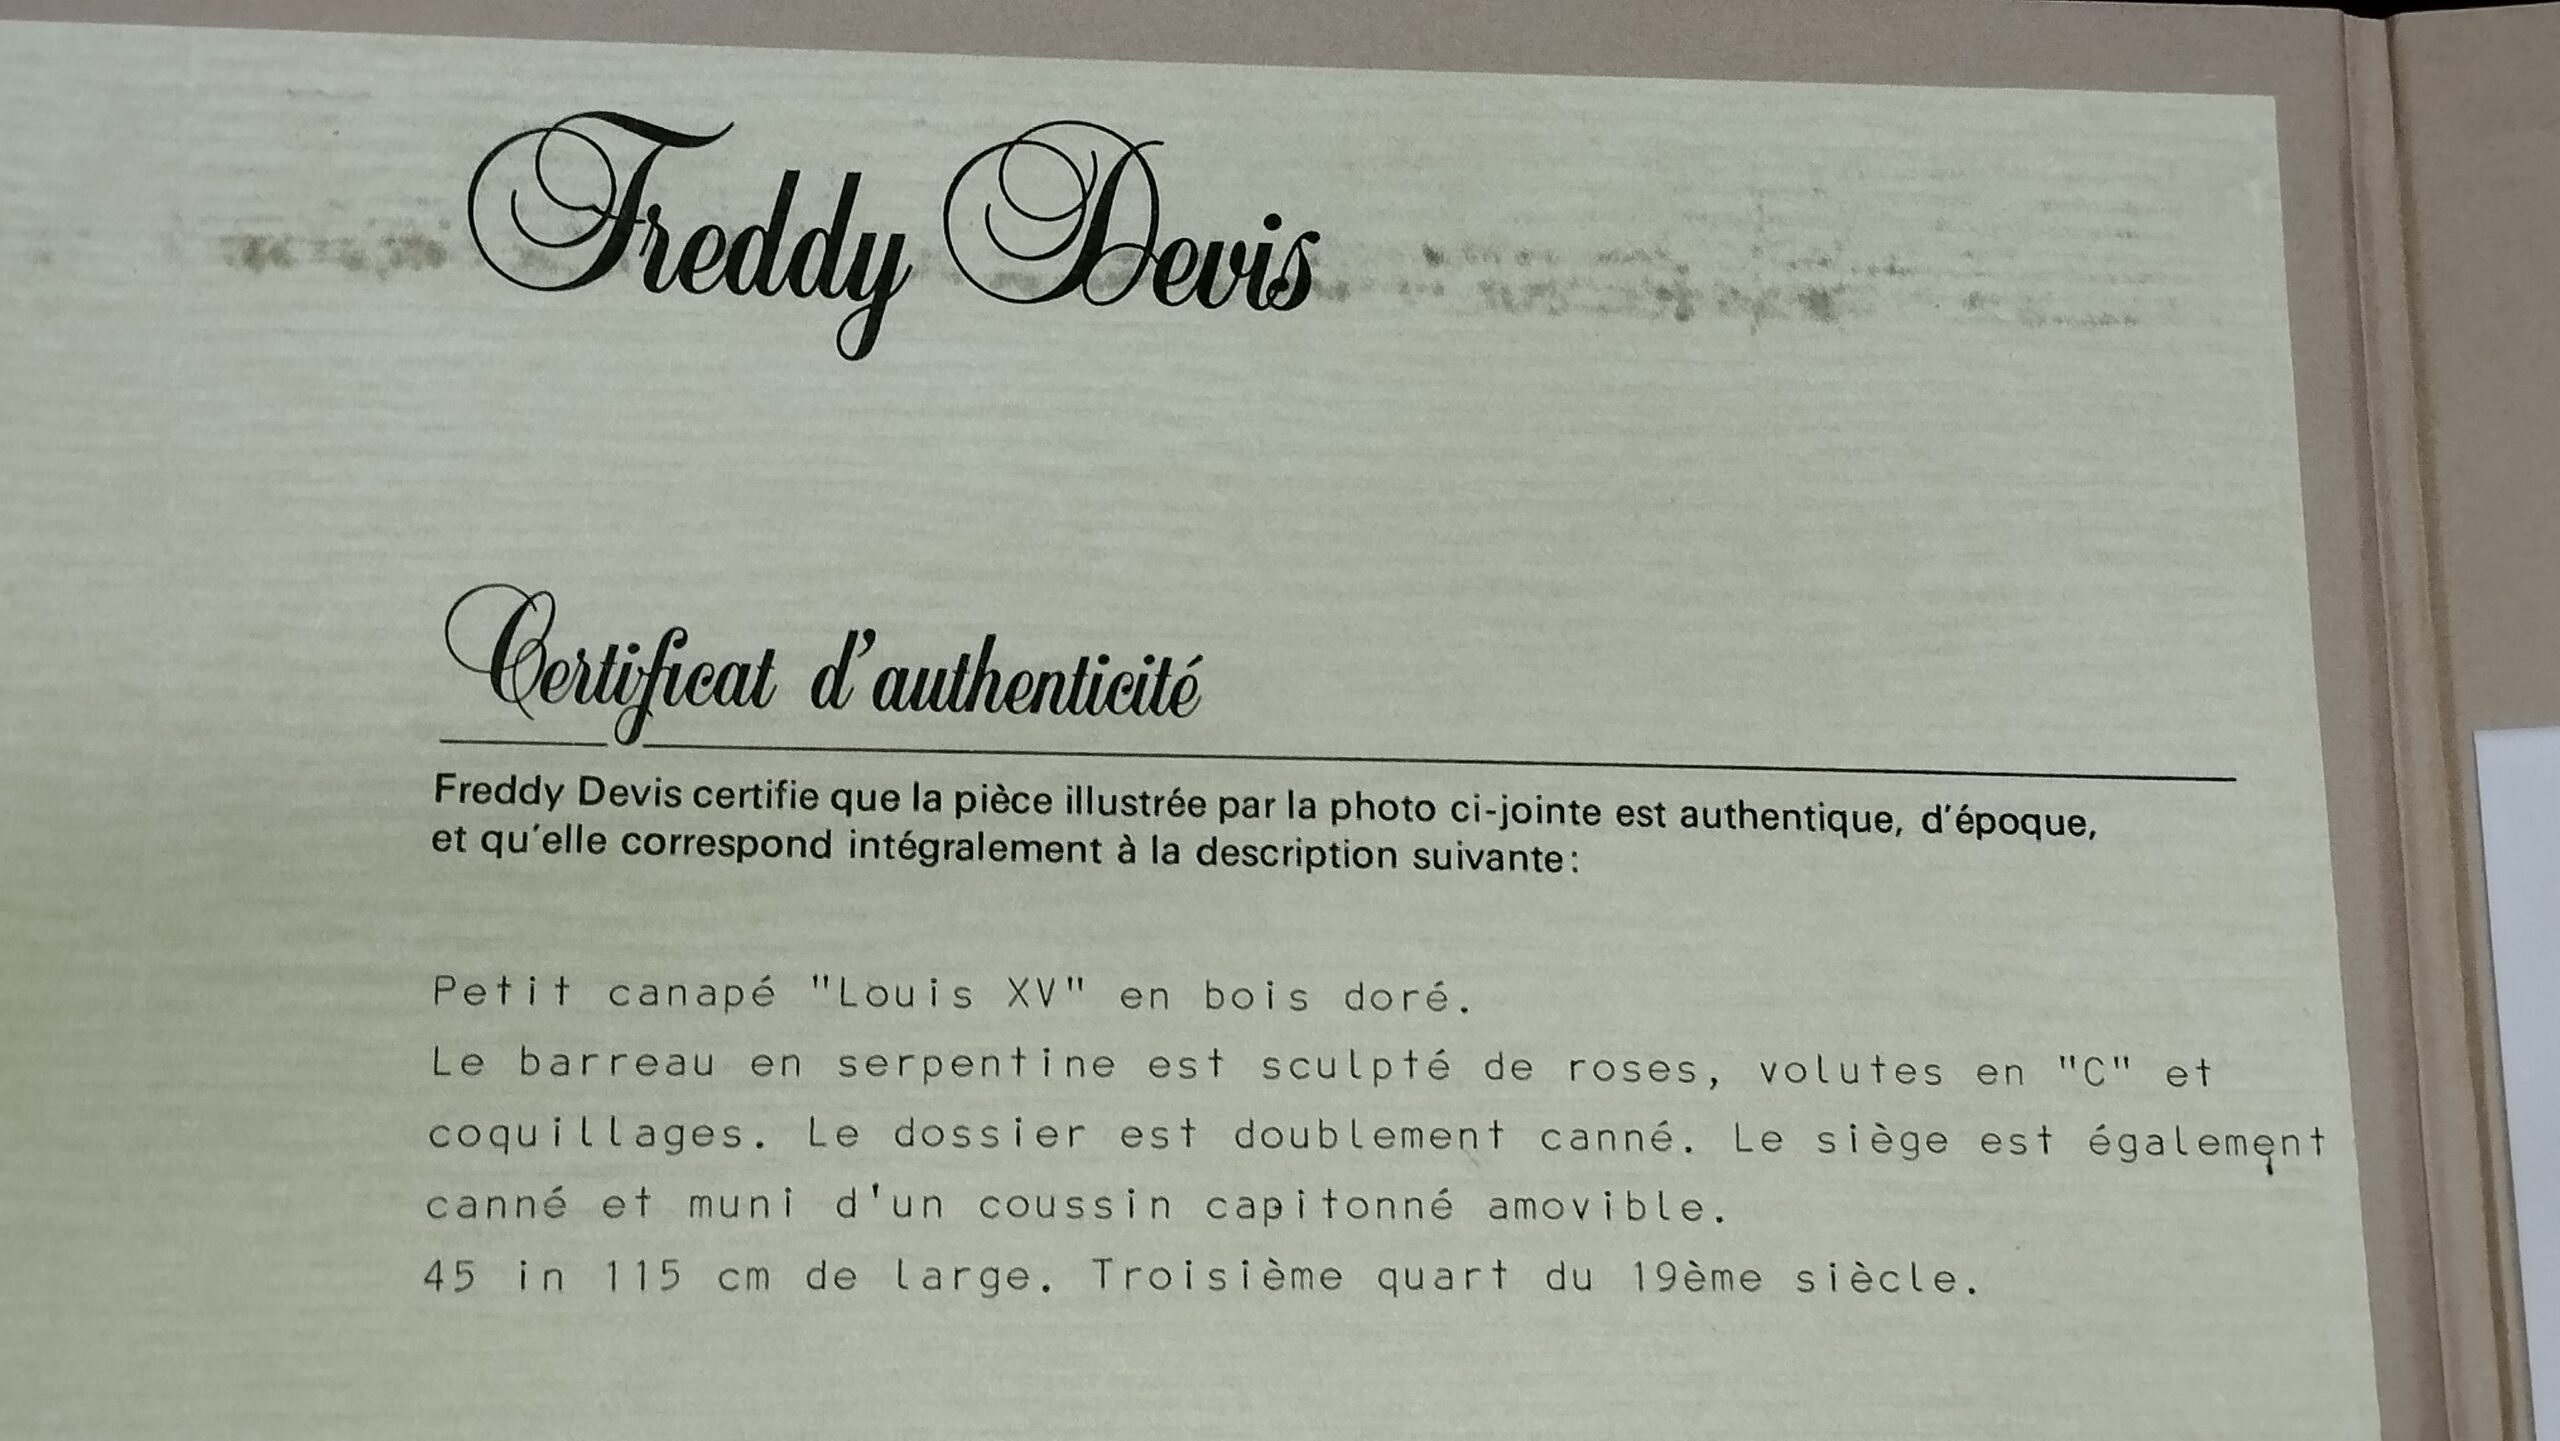 Freddy Devis
Certificat d'authenticité
Freddy Devis certifie que la pièce illustrée par la photo ci-jointe est authentique, d'époque,
et qu'elle correspond intégralement à la description suivante:
Petit canapé "Louis XV" en bois doré.
Le barreau en serpentine est sculpté de roses, volutes en "C" et
coquillages. Le dossier est doublement canné. Le siège est également
canné et muni d'un coussin capitonné amovible.
45 in 115 cm de large. Troisième quart du 19ème siècle.